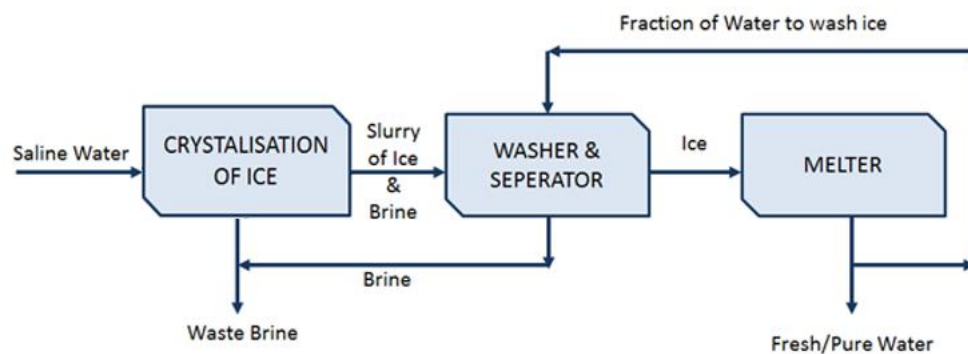 Fraction of Water to wash ice
Saline Water
CRYSTALISATION
OF ICE
Slurry
of Ice
&
Brine
WASHER &
SEPERATOR
Ice
MELTER
Brine
Waste Brine
Fresh/Pure Water